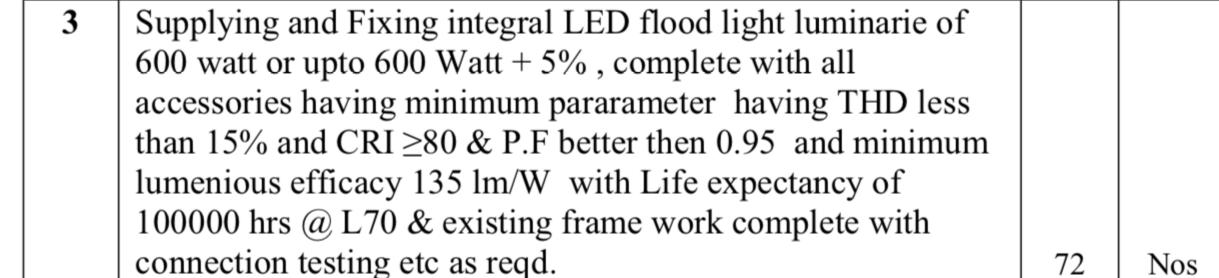 3 Supplying and Fixing integral LED flood light luminarie of
600 watt or upto 600 Watt + 5% , complete with all
accessories having minimum pararameter having THD less
than 15% and CRI ≥80 & P.F better then 0.95 and minimum
lumenious efficacy 135 lm/W with Life expectancy of
100000 hrs @ L70 & existing frame work complete with
connection testing etc as reqd. 72 Nos